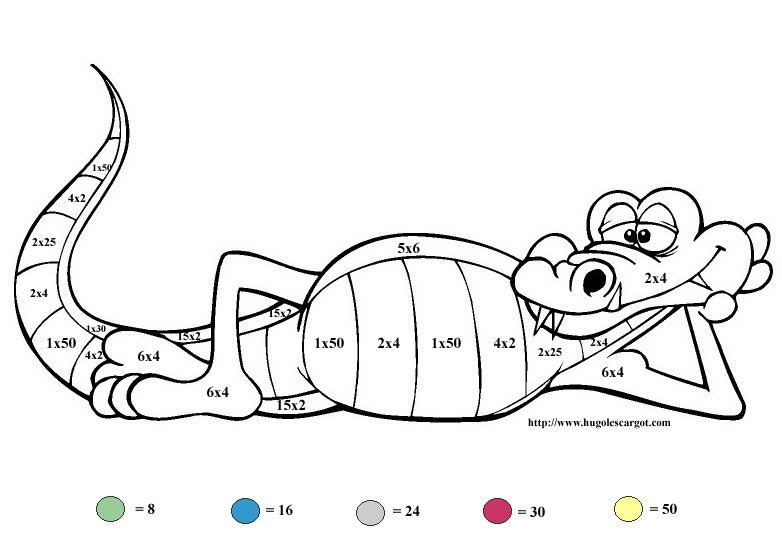 1x50
4x2
2x25
2x4
1x50
1x30
4x2
15x2
15x2
6x4
6x4
15x2
5x6
1x50
2x4
1x50
4x2
2x25
2x4
2x4
6x4
http://www.hugolescargot.com
= 8
= 16
= 24
= 30
= 50